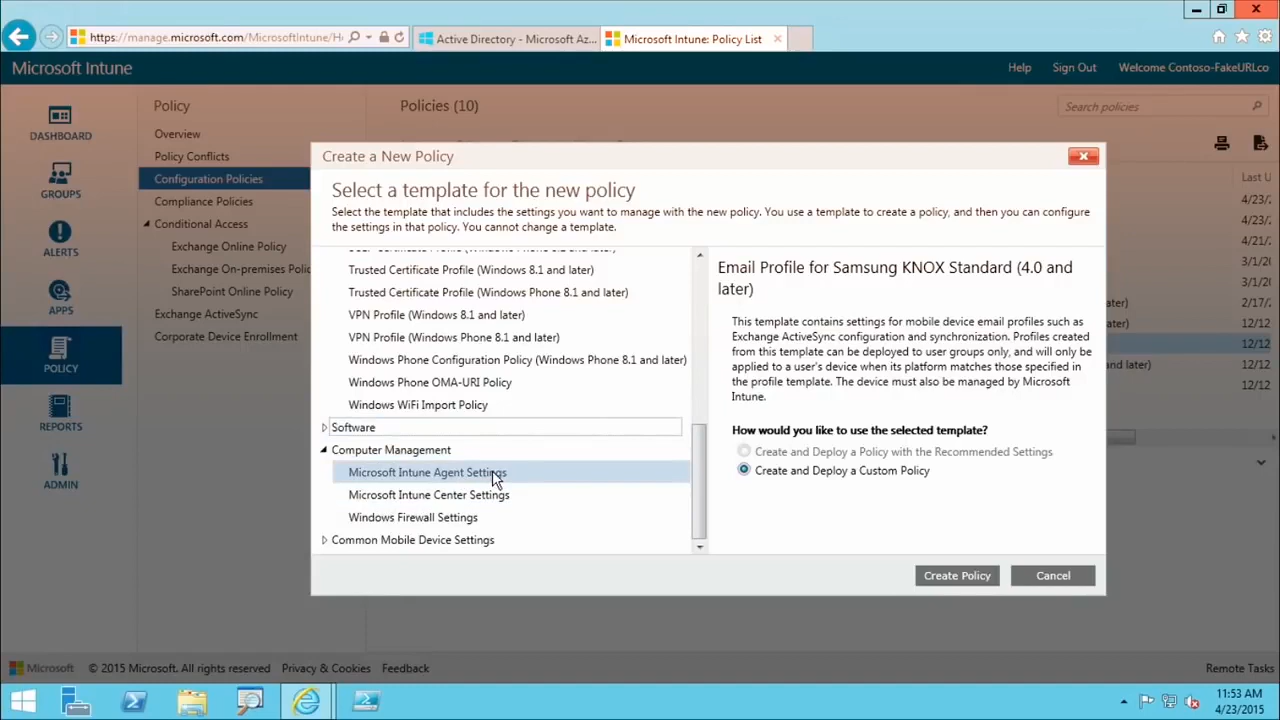 https://manage.microsoft.com/MicrosoftIntune/H
Active Directory - Microsoft Az...
Microsoft Intune: Policy List
Microsoft Intune
Help
Sign Out
Welcome Contoso-FakeURLco
DASHBOARD
GROUPS
ALERTS
APPS
POLICY
REPORTS
ADMIN
Policy
Overview
Policy Conflicts
Configuration Policies
Compliance Policies
Conditional Access
Exchange Online Policy
Exchange On-premises Polic
SharePoint Online Policy
Exchange ActiveSync
Corporate Device Enrollment
Policies (10)
Search policies
Last U
4/23/
4/21/
3/1/20
3/1/20
ater) 2/17/
ater) 12/12
12/12
nd later) 12/12
12/12
Create a New Policy
Select a template for the new policy
Select the template that includes the settings you want to manage with the new policy. You use a template to create a policy, and then you can configure
the settings in that policy. You cannot change a template.
Trusted Certificate Profile (Windows 8.1 and later)
Trusted Certificate Profile (Windows Phone 8.1 and later)
VPN Profile (Windows 8.1 and later)
VPN Profile (Windows Phone 8.1 and later)
Windows Phone Configuration Policy (Windows Phone 8.1 and later)
Windows Phone OMA-URI Policy
Windows WiFi Import Policy
Software
Computer Management
Microsoft Intune Agent Settings
Microsoft Intune Center Settings
Windows Firewall Settings
Common Mobile Device Settings
Email Profile for Samsung KNOX Standard (4.0 and
later)
This template contains settings for mobile device email profiles such as
Exchange ActiveSync configuration and synchronization. Profiles created
from this template can be deployed to user groups only, and will only be
applied to a user's device when its platform matches those specified in
the profile template. The device must also be managed by Microsoft
Intune.
How would you like to use the selected template?
Create and Deploy a Policy with the Recommended Settings
Create and Deploy a Custom Policy
Create Policy
Cancel
Microsoft
© 2015 Microsoft. All rights reserved
Privacy & Cookies
Feedback
Remote Tasks
11:53 AM
4/23/2015